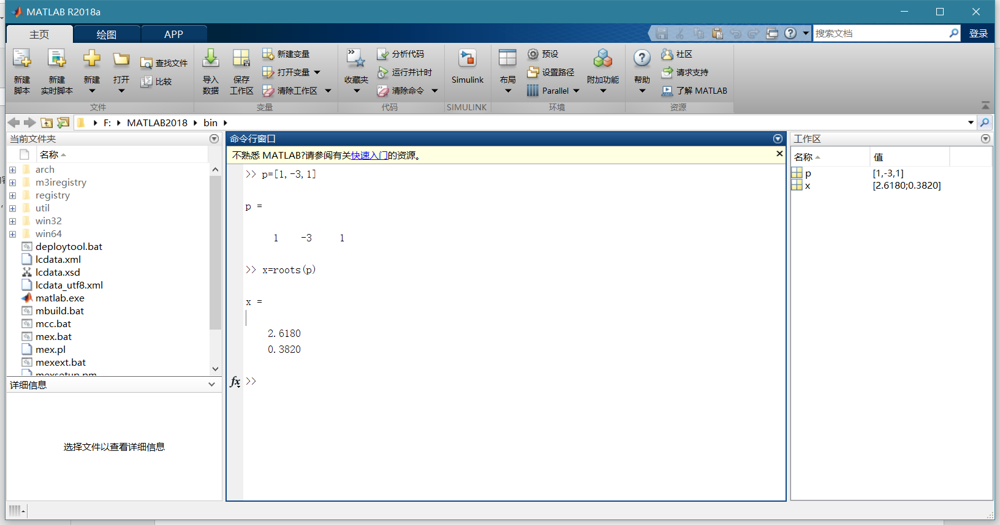 MATLAB R2018a
主页 绘图 APP
搜索文档 登录
新建脚本 新建实时脚本 新建 打开 查找文件 比较
文件
导入数据 保存工作区 新建变量 打开变量 清除工作区
变量
收藏夹 分析代码 运行并计时 清除命令
代码
Simulink
SIMULINK
布局 预设 设置路径 Parallel 附加功能
环境
帮助 社区 请求支持 了解 MATLAB
资源
F: MATLAB2018 bin
当前文件夹
名称
arch
m3iregistry
registry
util
win32
win64
deploytool.bat
lcdata.xml
lcdata.xsd
lcdata_utf8.xml
matlab.exe
mbuild.bat
mcc.bat
mex.bat
mex.pl
mexext.bat
mexsetup.pm
详细信息
选择文件以查看详细信息
命令行窗口
不熟悉 MATLAB?请参阅有关快速入门的资源。
>> p=[1,-3,1]
p =
1 -3 1
>> x=roots(p)
x =
2.6180
0.3820
fx >>
工作区
名称 值
p [1,-3,1]
x [2.6180;0.3820]